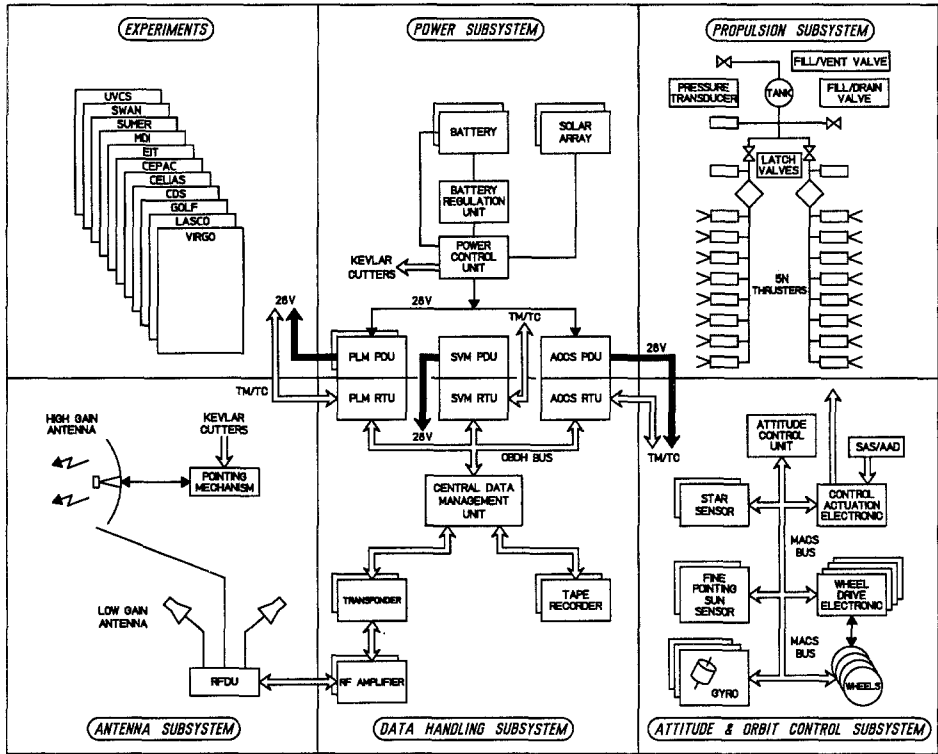 EXPERIMENTS
UVCS
SWAN
SUMER
MDI
EIT
CEPAC
CELIAS
CDS
GOLF
LASCO
VIRGO
POWER SUBSYSTEM
BATTERY
SOLAR
ARRAY
BATTERY
REGULATION
UNIT
POWER
CONTROL
UNIT
KEVLAR
CUTTERS
28V
28V
TM/TC
PLM PDU
SVM PDU
AOCS PDU
28V
PROPULSION SUBSYSTEM
FILL/VENT VALVE
PRESSURE
TRANSDUCER
TANK
FILL/DRAIN
VALVE
LATCH
VALVES
5N
THRUSTERS
TM/TC
PLM RTU
SVM RTU
AOCS RTU
28V
TM/TC
OBDH BUS
HIGH GAIN
ANTENNA
KEVLAR
CUTTERS
POINTING
MECHANISM
LOW GAIN
ANTENNA
RFDU
ANTENNA SUBSYSTEM
CENTRAL DATA
MANAGEMENT
UNIT
TRANSPONDER
TAPE
RECORDER
RF AMPLIFIER
DATA HANDLING SUBSYSTEM
ATTITUDE
CONTROL
UNIT
SAS/AAD
STAR
SENSOR
CONTROL
ACTUATION
ELECTRONIC
MACS
BUS
FINE
POINTING
SUN
SENSOR
WHEEL
DRIVE
ELECTRONIC
MACS
BUS
GYRO
WHEELS
ATTITUDE & ORBIT CONTROL SUBSYSTEM